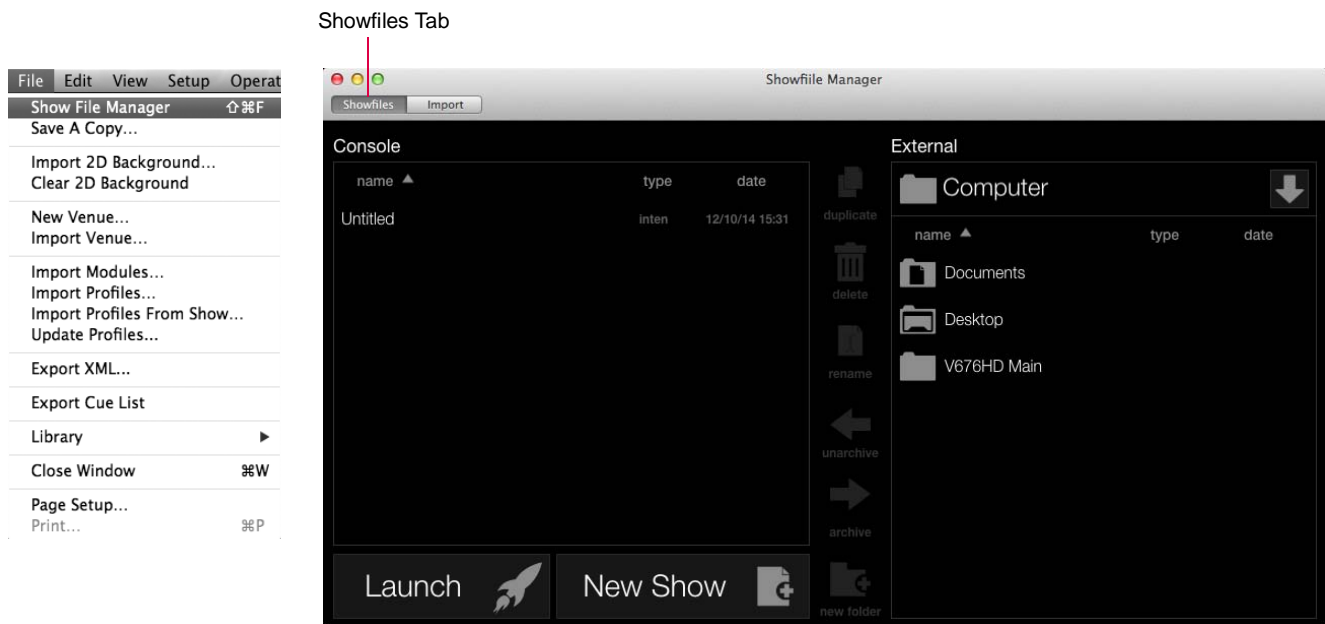 Showfiles Tab
File Edit View Setup Operat
Show File Manager ⇧⌘F
Save A Copy...
Import 2D Background...
Clear 2D Background
New Venue...
Import Venue...
Import Modules...
Import Profiles...
Import Profiles From Show...
Update Profiles...
Export XML...
Export Cue List
Library ▶
Close Window ⌘W
Page Setup...
Print... ⌘P
Showfiile Manager
Showfiles Import
Console
name ▲ type date
Untitled inten 12/10/14 15:31
duplicate
delete
rename
unarchive
archive
new folder
Launch
New Show
External
Computer
name ▲ type date
Documents
Desktop
V676HD Main